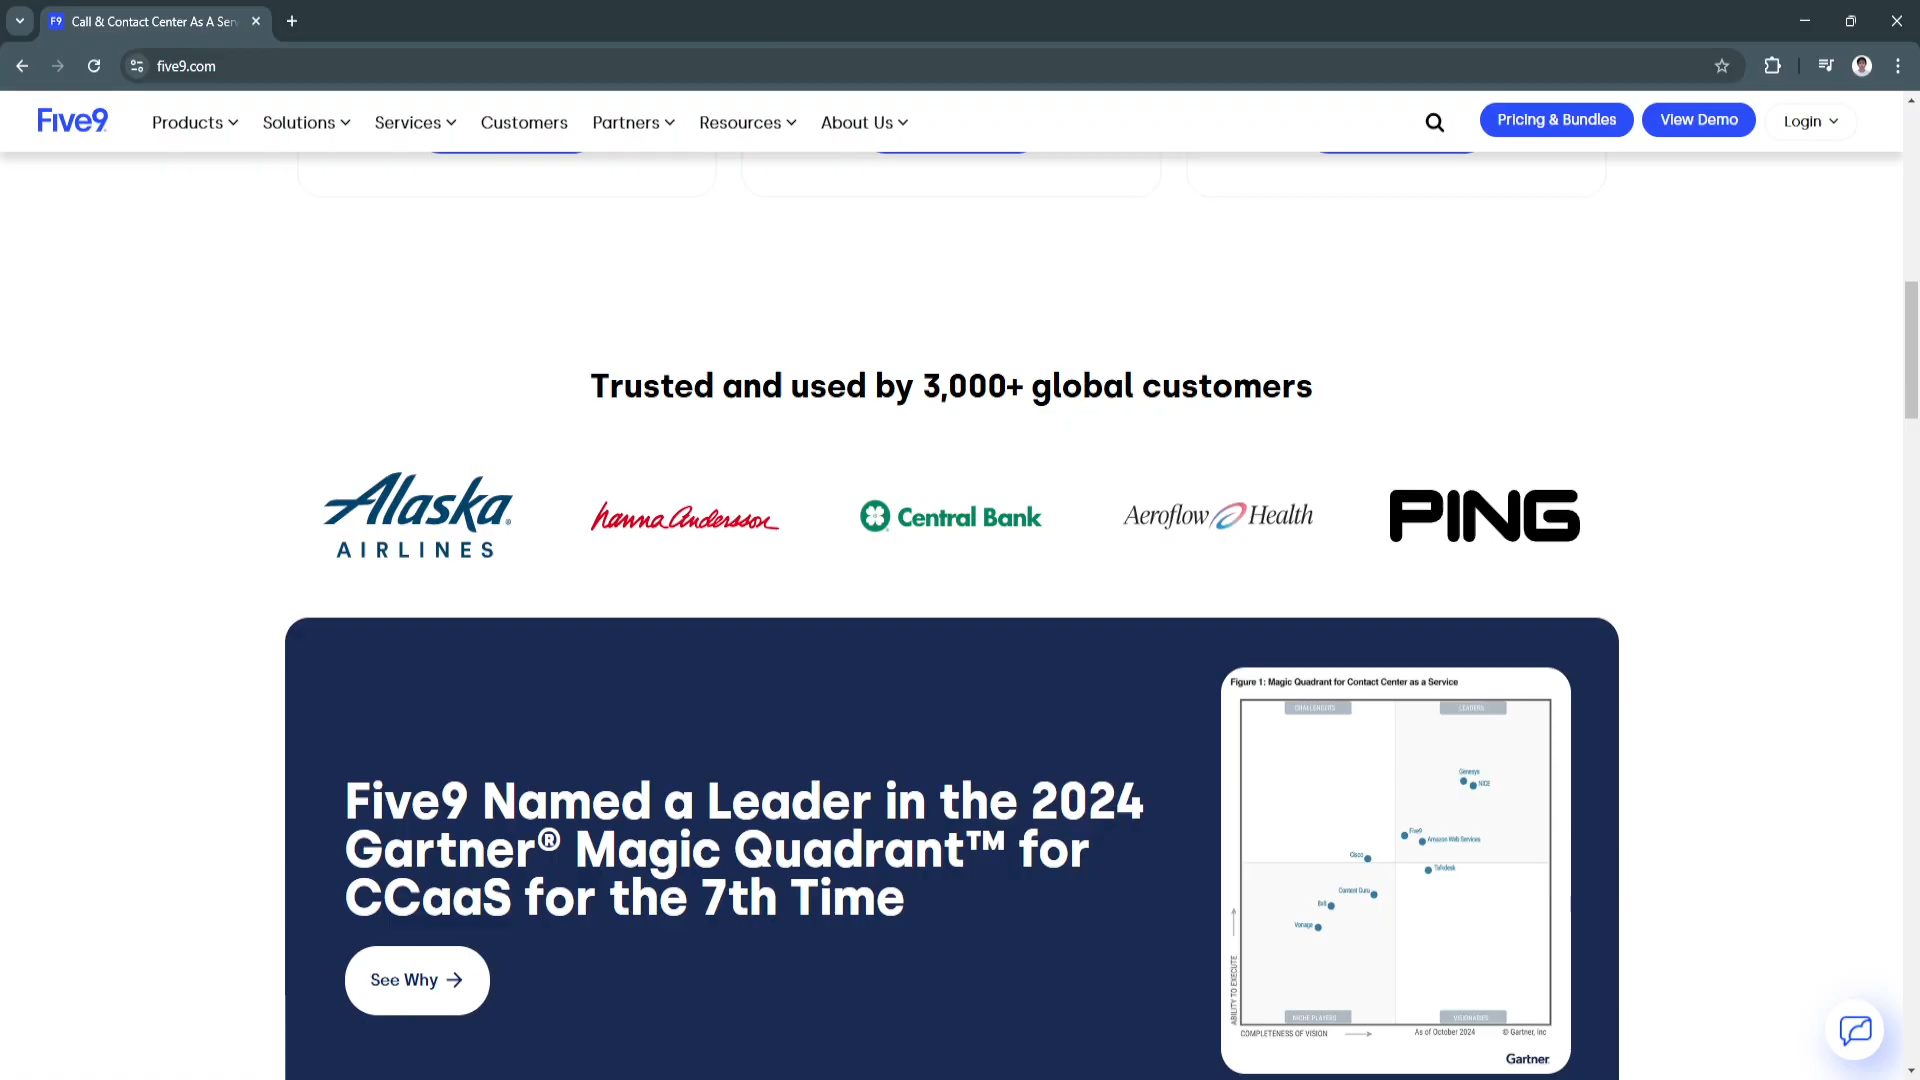 F9 Call & Contact Center As A Ser
five9.com
Five9
Products
Solutions
Services
Customers
Partners
Resources
About Us
Pricing & Bundles
View Demo
Login
Trusted and used by 3,000+ global customers
Alaska
AIRLINES
hanna Andersson
Central Bank
Aeroflow Health
PING
Five9 Named a Leader in the 2024
Gartner® Magic Quadrant™ for
CCaaS for the 7th Time
See Why
Figure 1: Magic Quadrant for Contact Center as a Service
CHALLENGERS
LEADERS
Genesys
NICE
Five9
Amazon Web Services
Cisco
Talkdesk
Content Guru
8x8
Vonage
ABILITY TO EXECUTE
NICHE PLAYERS
VISIONARIES
COMPLETENESS OF VISION
As of October 2024
© Gartner, Inc
Gartner